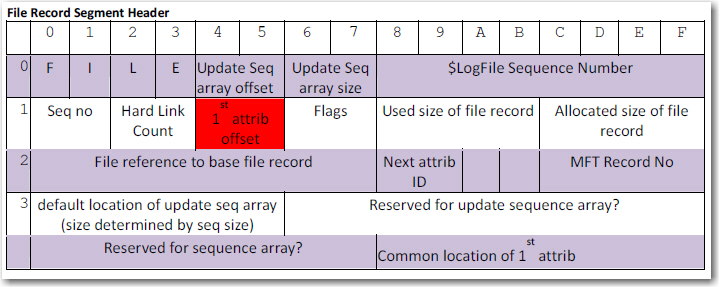 File Record Segment Header
0 1 2 3 4 5 6 7 8 9 A B C D E F
0 F I L E Update Seq array offset Update Seq array size $LogFile Sequence Number
1 Seq no Hard Link Count 1st attrib offset Flags Used size of file record Allocated size of file record
2 File reference to base file record Next attrib ID MFT Record No
3 default location of update seq array (size determined by seq size) Reserved for update sequence array?
Reserved for sequence array? Common location of 1st attrib